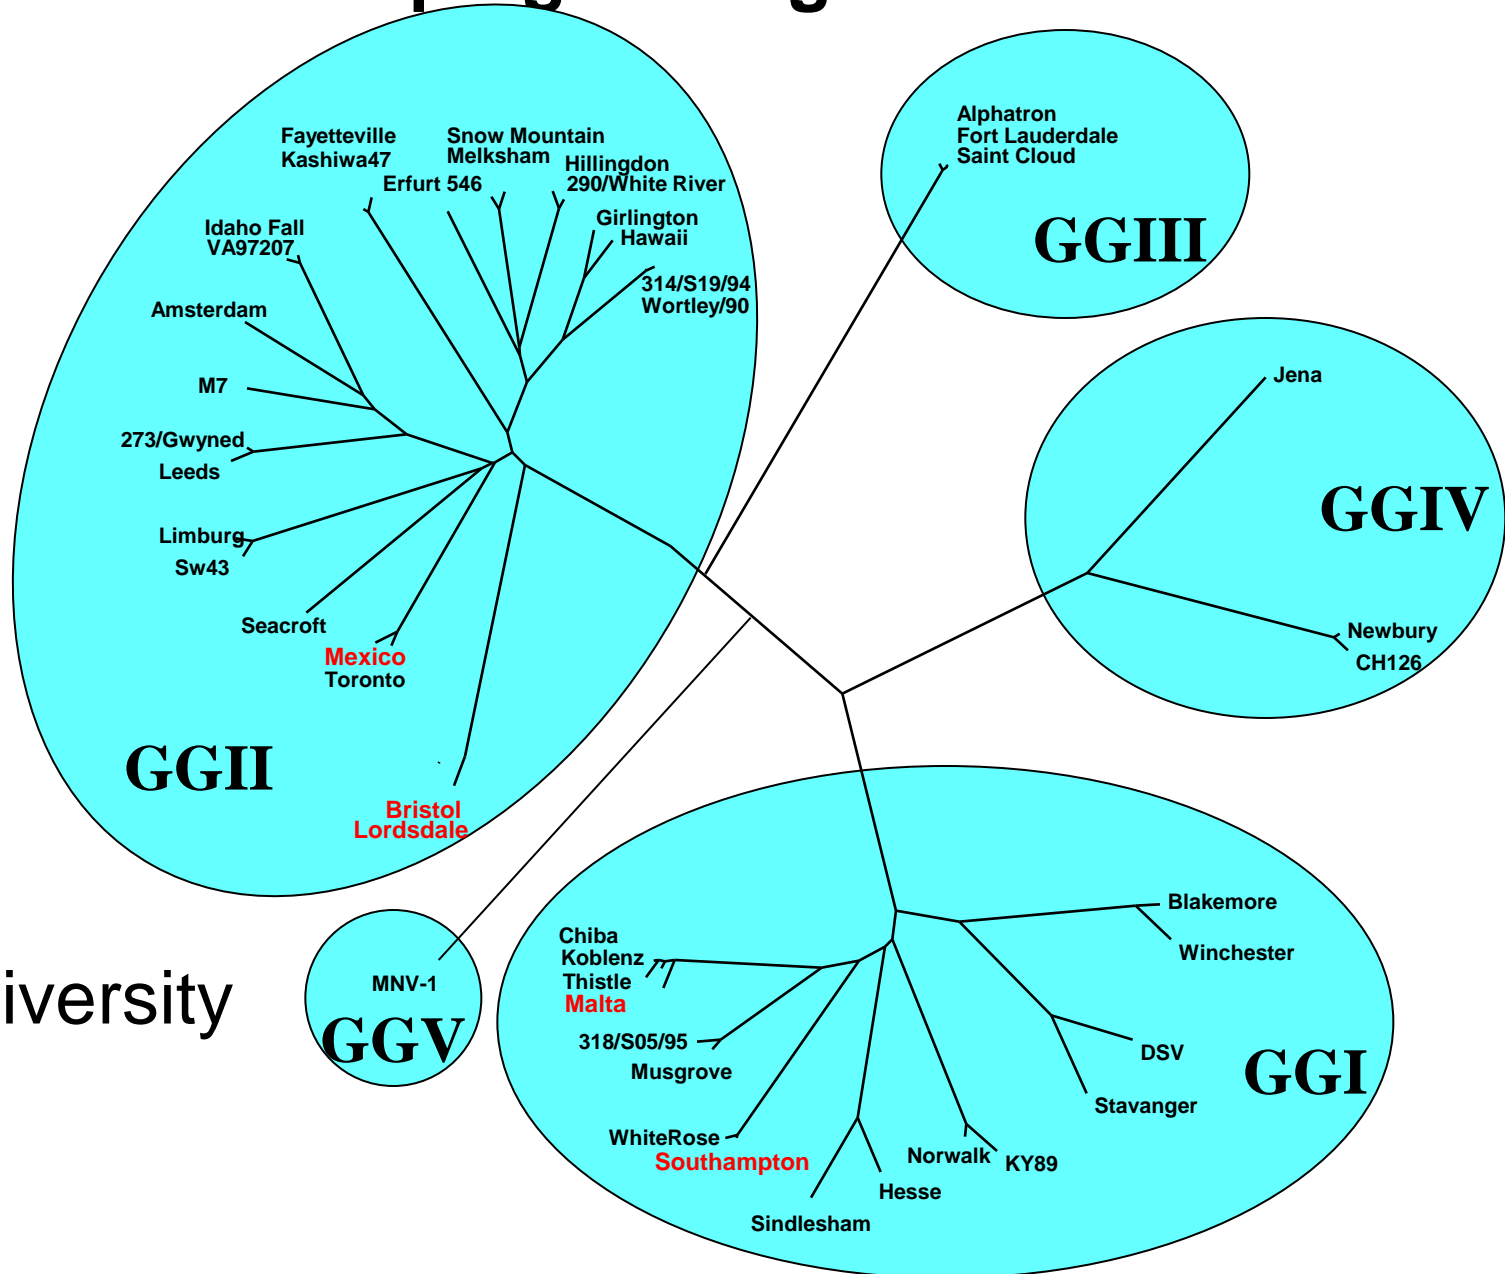 Alphatron
Fort Lauderdale
Saint Cloud
GGIII
Fayetteville
Kashiwa47
Snow Mountain
Melksham
Hillingdon
290/White River
Erfurt 546
Girlington
Hawaii
Idaho Fall
VA97207
314/S19/94
Wortley/90
Amsterdam
M7
273/Gwyned
Leeds
Limburg
Sw43
Seacroft
Mexico
Toronto
GGII
Bristol
Lordsdale
Jena
GGIV
Newbury
CH126
iversity
MNV-1
GGV
Chiba
Koblenz
Thistle
Malta
318/S05/95
Musgrove
WhiteRose
Southampton
Sindlesham
Hesse
Norwalk
KY89
Blakemore
Winchester
DSV
Stavanger
GGI